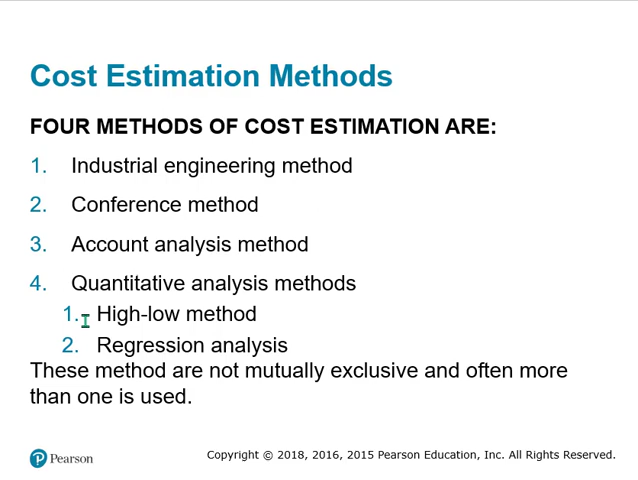 Cost Estimation Methods
FOUR METHODS OF COST ESTIMATION ARE:
1. Industrial engineering method
2. Conference method
3. Account analysis method
4. Quantitative analysis methods
1. High-low method
2. Regression analysis
These method are not mutually exclusive and often more
than one is used.
Pearson
Copyright © 2018, 2016, 2015 Pearson Education, Inc. All Rights Reserved.